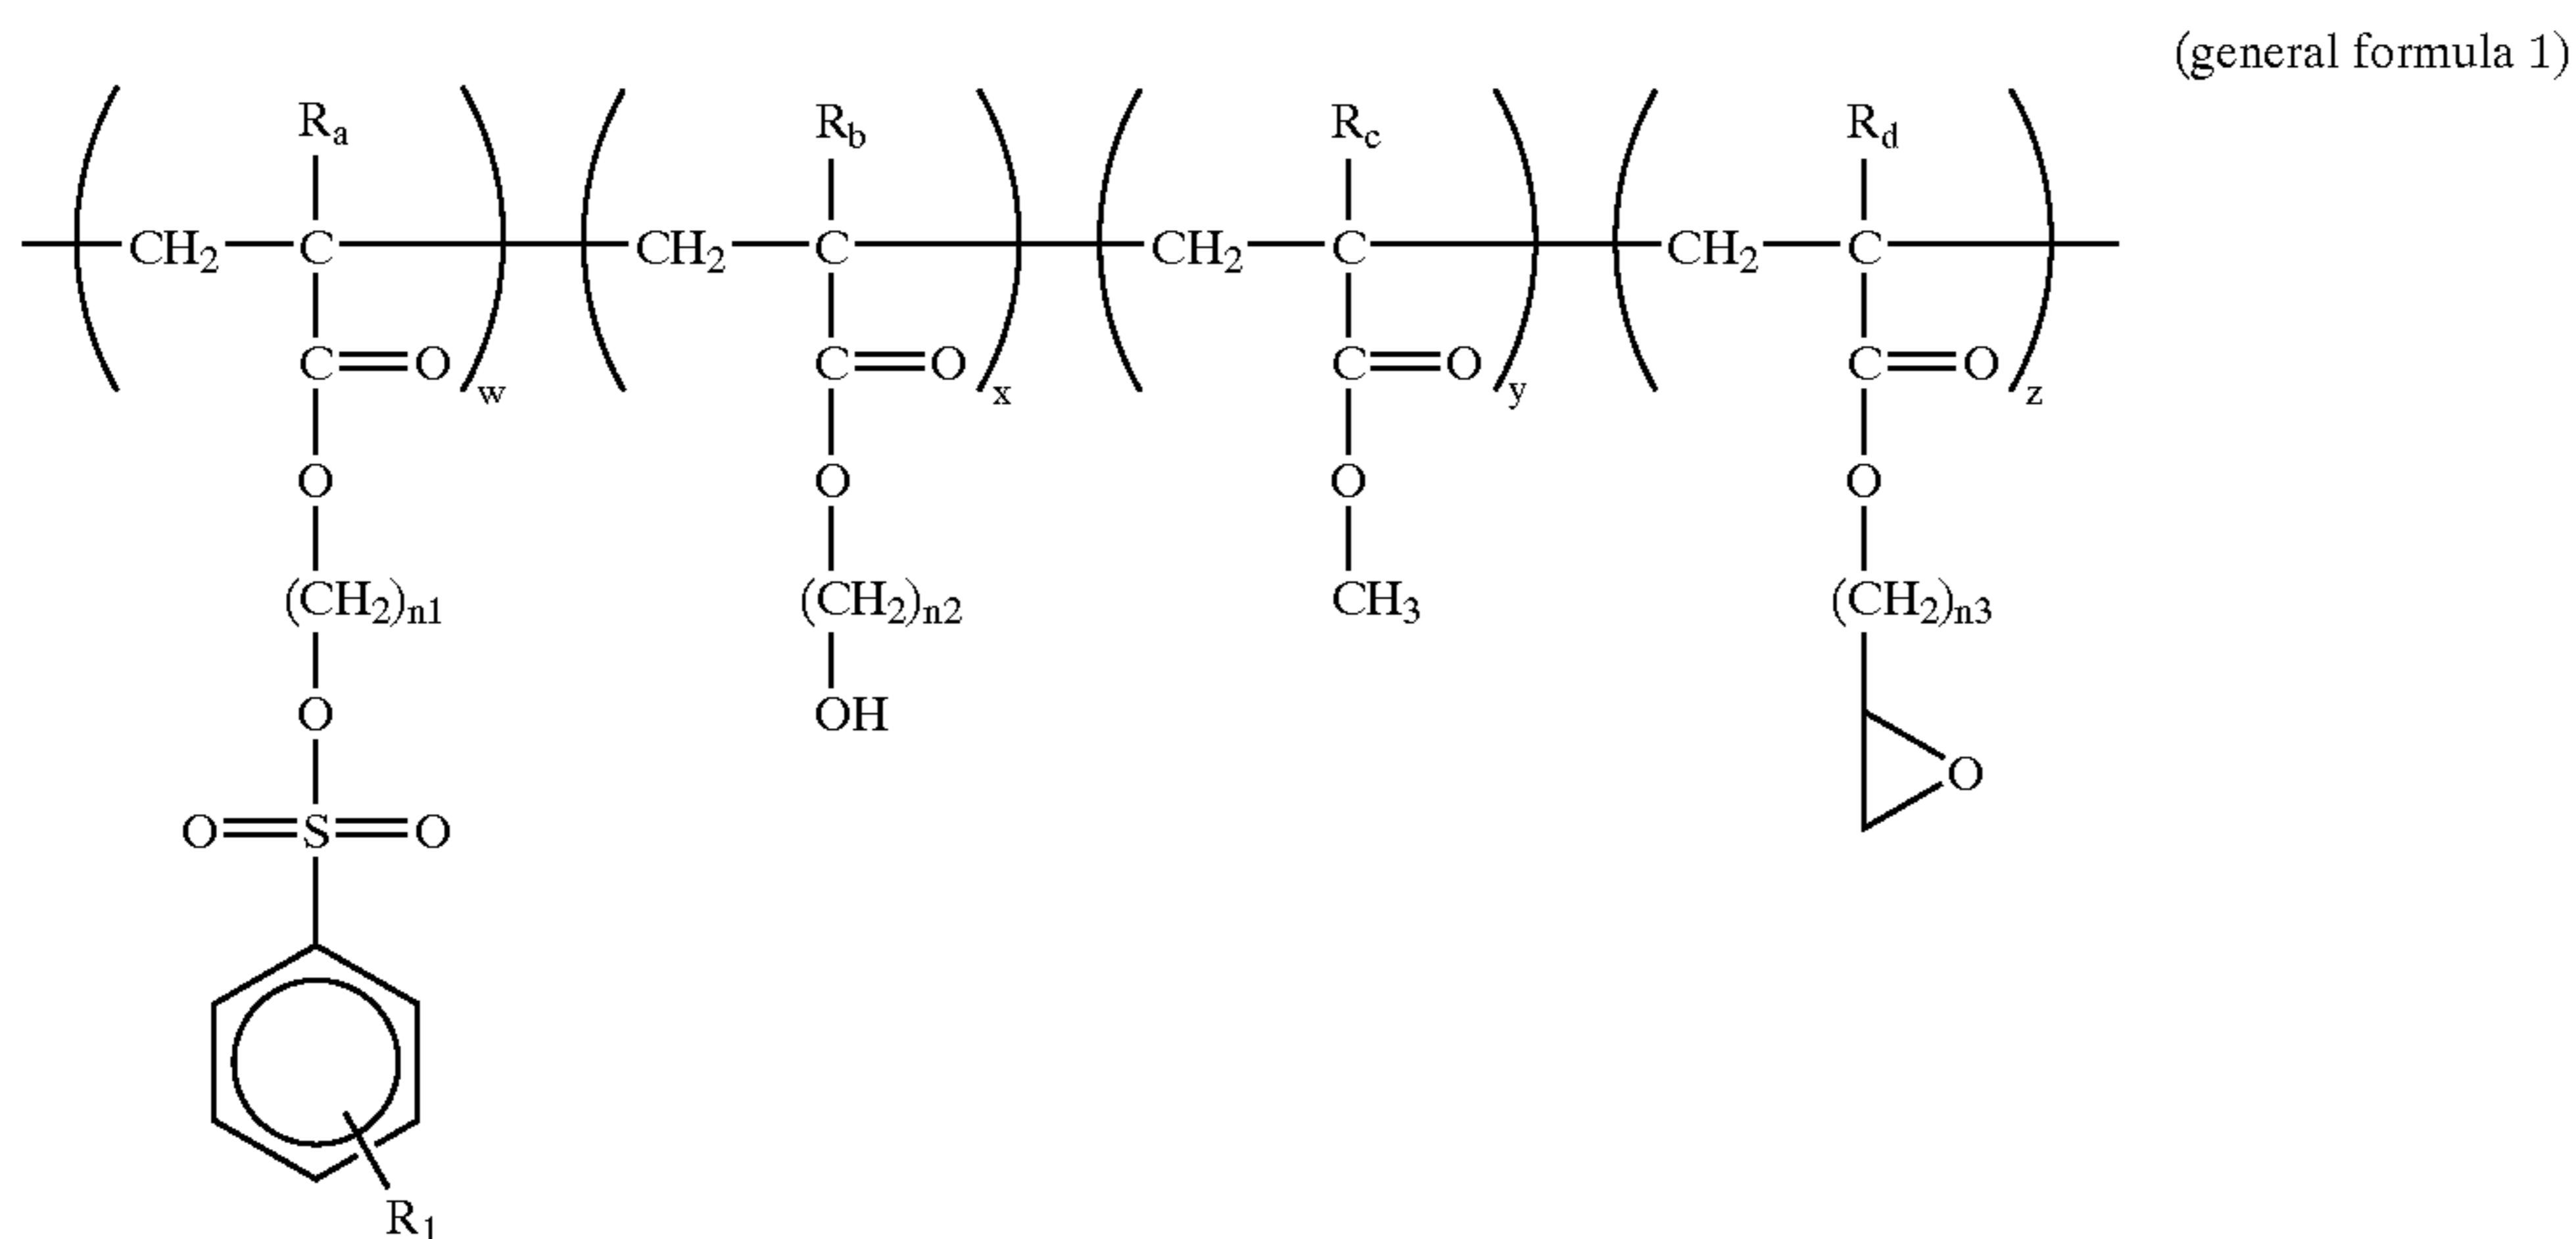 (general formula 1)
Ra Rb Rc Rd
CH2 C CH2 C CH2 C CH2 C
C=O w C=O x C=O y C=O z
O O O O
(CH2)n1 (CH2)n2 CH3 (CH2)n3
O OH
O
O=S=O
R1